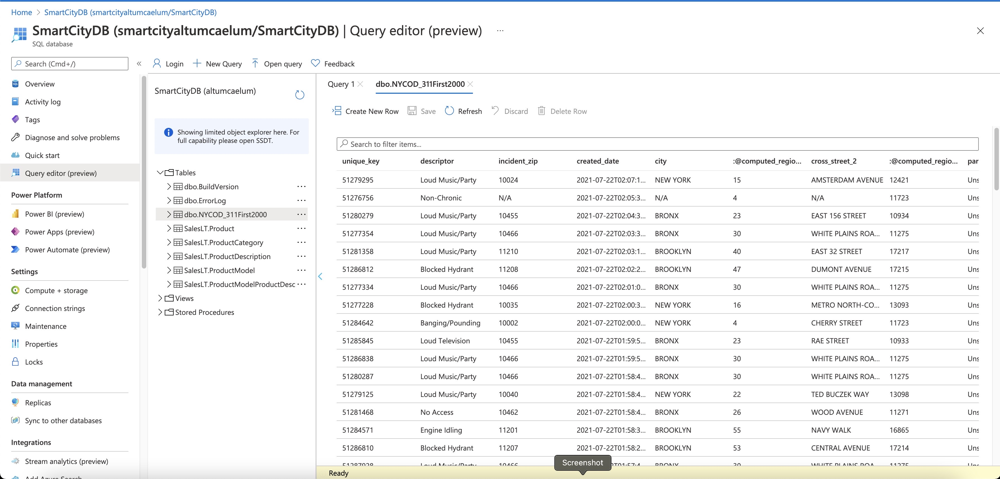 Home > SmartCityDB (smartcityaltumcaelum/SmartCityDB)
SmartCityDB (smartcityaltumcaelum/SmartCityDB) | Query editor (preview) ...
SQL database
Search (Cmd+/)
«
Login
New Query
Open query
Feedback
Overview
Activity log
Tags
Diagnose and solve problems
Quick start
Query editor (preview)
Power Platform
Power BI (preview)
Power Apps (preview)
Power Automate (preview)
Settings
Compute + storage
Connection strings
Maintenance
Properties
Locks
Data management
Replicas
Sync to other databases
Integrations
Stream analytics (preview)
Add Azure Search
SmartCityDB (altumcaelum)
Showing limited object explorer here. For
full capability please open SSDT.
Tables
dbo.BuildVersion ...
dbo.ErrorLog ...
dbo.NYCOD_311First2000 ...
SalesLT.Product ...
SalesLT.ProductCategory ...
SalesLT.ProductDescription ...
SalesLT.ProductModel ...
SalesLT.ProductModelProductDesc ...
Views
Stored Procedures
Query 1
dbo.NYCOD_311First2000
Create New Row Save Refresh Discard Delete Row
Search to filter items...
unique_key descriptor incident_zip created_date city :@computed_regio... cross_street_2 :@computed_regio... par
51279295 Loud Music/Party 10024 2021-07-22T02:07:1... NEW YORK 15 AMSTERDAM AVENUE 12421 Uns
51276756 Non-Chronic N/A 2021-07-22T02:05:3... N/A 4 N/A 11723 Uns
51280279 Loud Music/Party 10455 2021-07-22T02:04:3... BRONX 23 EAST 156 STREET 10934 Uns
51277354 Loud Music/Party 10466 2021-07-22T02:03:3... BRONX 30 WHITE PLAINS ROA... 11275 Uns
51281358 Loud Music/Party 11210 2021-07-22T02:03:1... BROOKLYN 40 EAST 32 STREET 17217 Uns
51286812 Blocked Hydrant 11208 2021-07-22T02:02:2... BROOKLYN 47 DUMONT AVENUE 17215 Uns
51277334 Loud Music/Party 10466 2021-07-22T02:01:0... BRONX 30 WHITE PLAINS ROA... 11275 Uns
51277228 Blocked Hydrant 10035 2021-07-22T02:00:3... NEW YORK 16 METRO NORTH-CO... 13093 Uns
51284642 Banging/Pounding 10002 2021-07-22T02:00:0... NEW YORK 4 CHERRY STREET 11723 Uns
51285845 Loud Television 10455 2021-07-22T01:59:5... BRONX 23 RAE STREET 10933 Uns
51286838 Loud Music/Party 10466 2021-07-22T01:59:5... BRONX 30 WHITE PLAINS ROA... 11275 Uns
51280287 Loud Music/Party 10466 2021-07-22T01:58:4... BRONX 30 WHITE PLAINS ROA... 11275 Uns
51279125 Loud Music/Party 10040 2021-07-22T01:58:4... NEW YORK 22 TED BUCZEK WAY 13098 Uns
51281468 No Access 10462 2021-07-22T01:58:4... BRONX 26 WOOD AVENUE 11271 Uns
51284571 Engine Idling 11201 2021-07-22T01:58:3... BROOKLYN 55 NAVY WALK 16865 Uns
51286810 Blocked Hydrant 11207 2021-07-22T01:58:2... BROOKLYN 53 CENTRAL AVENUE 17214 Uns
Loud Music/Party 10466 BRONX 30 WHITE PLAINS ROA... 11275 Uns
Screenshot
Ready